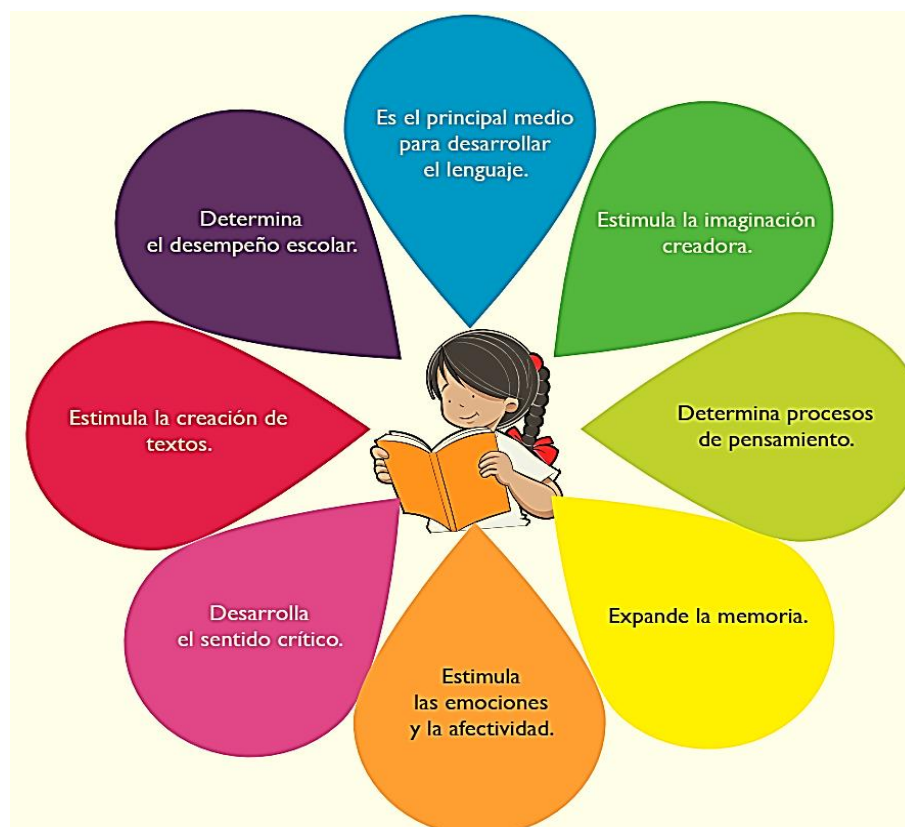 Es el principal medio
para desarrollar
el lenguaje.
Estimula la imaginación
creadora.
Determina procesos
de pensamiento.
Expande la memoria.
Estimula
las emociones
y la afectividad.
Desarrolla
el sentido crítico.
Estimula la creación de
textos.
Determina
el desempeño escolar.